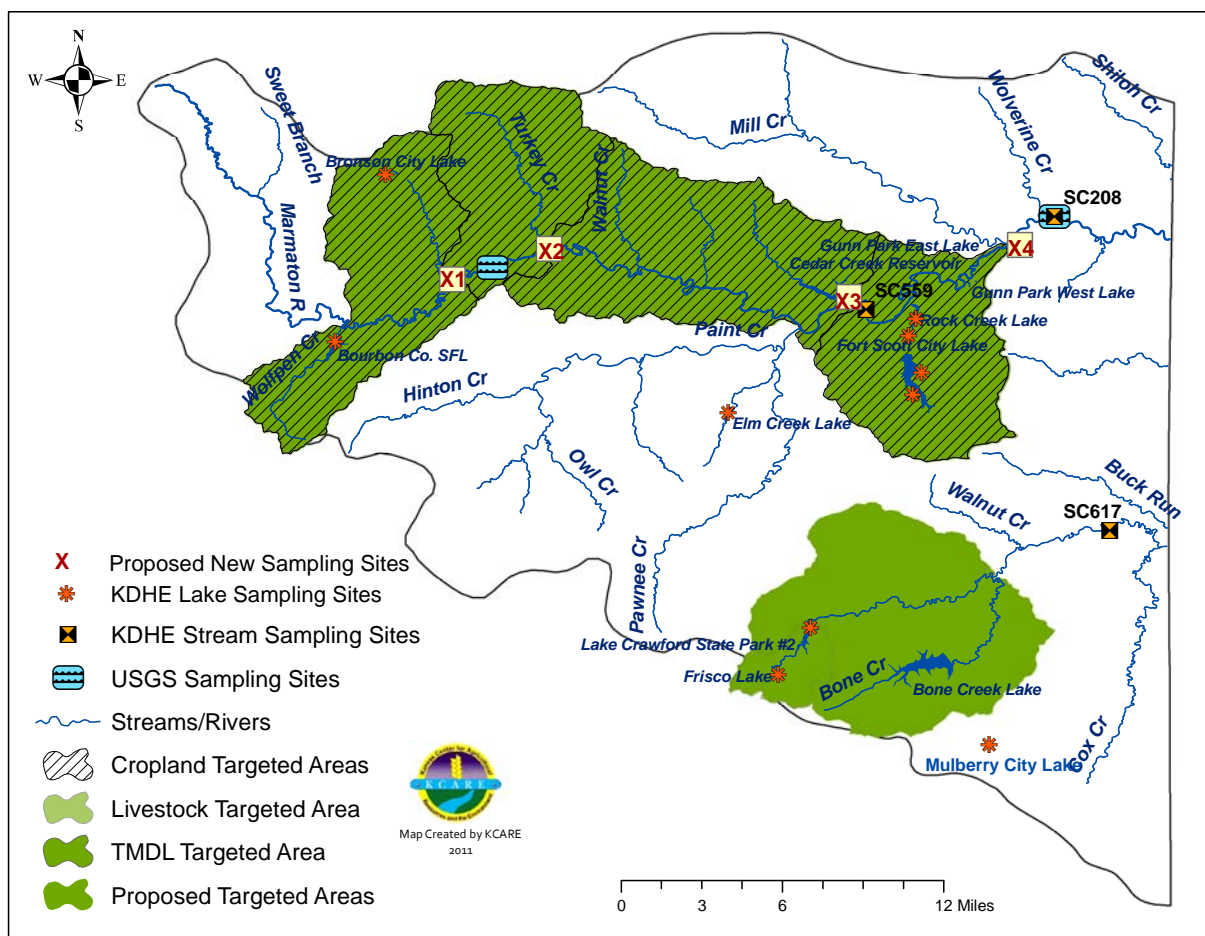 N
W
E
S
Sweet Branch
Marmaton R
Bronson City Lake
Turkey Cr
Walnut Cr
Mill Cr
Wolverine Cr
Shiloh Cr
SC208
X1
X2
X3
X4
Gunn Park East Lake
Cedar Creek Reservoir
SC559
Gunn Park West Lake
Rock Creek Lake
Fort Scott City Lake
Paint Cr
Wolfpen Cr
Bourbon Co. SFL
Hinton Cr
Elm Creek Lake
Owl Cr
Pawnee Cr
Walnut Cr
Buck Run
SC617
Lake Crawford State Park #2
Frisco Lake
Bone Cr
Bone Creek Lake
Mulberry City Lake
Cox Cr
X Proposed New Sampling Sites
KDHE Lake Sampling Sites
KDHE Stream Sampling Sites
USGS Sampling Sites
Streams/Rivers
Cropland Targeted Areas
Livestock Targeted Area
TMDL Targeted Area
Proposed Targeted Areas
KCARE
Map Created by KCARE
2011
0 3 6 12 Miles